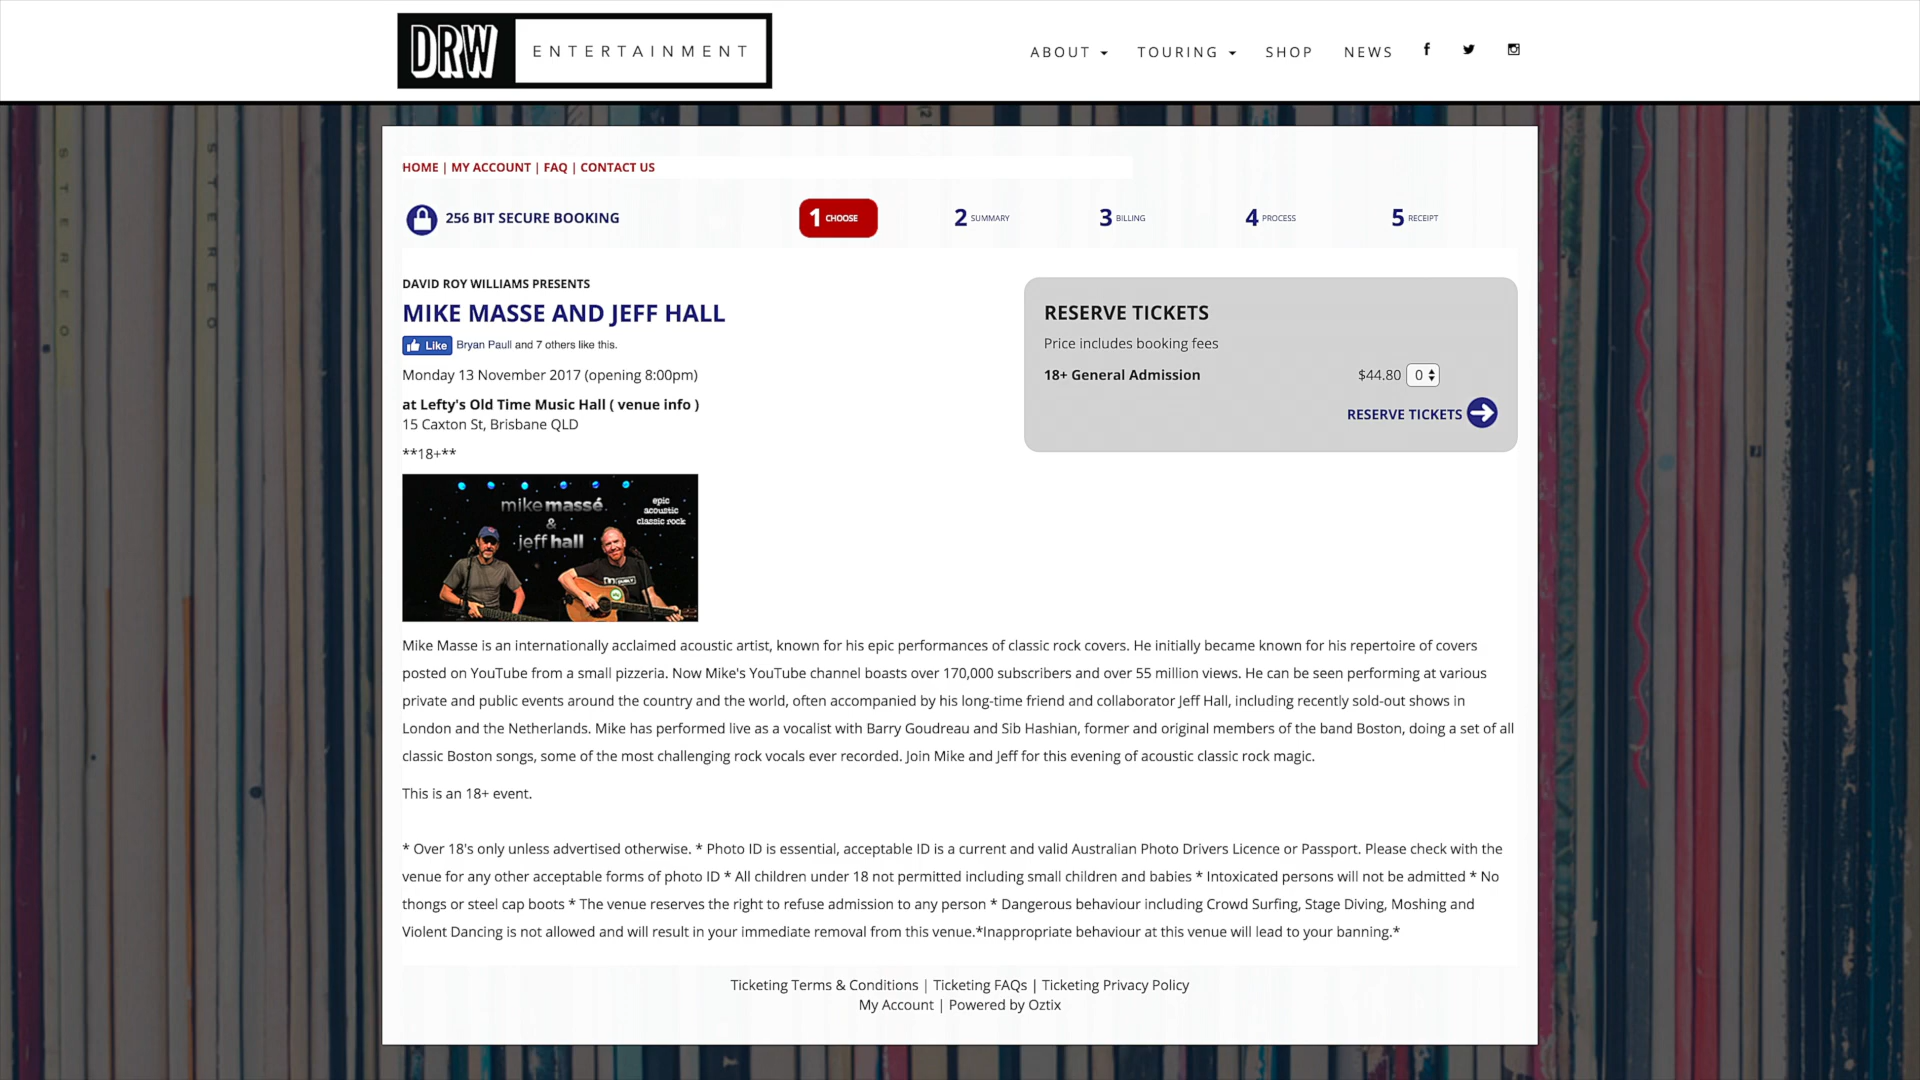 DRW ENTERTAINMENT
ABOUT TOURING SHOP NEWS
HOME | MY ACCOUNT | FAQ | CONTACT US
256 BIT SECURE BOOKING
1 CHOOSE 2 SUMMARY 3 BILLING 4 PROCESS 5 RECEIPT
DAVID ROY WILLIAMS PRESENTS
MIKE MASSE AND JEFF HALL
Like Bryan Paull and 7 others like this.
Monday 13 November 2017 (opening 8:00pm)
at Lefty's Old Time Music Hall ( venue info )
15 Caxton St, Brisbane QLD
**18+**
mike massé
&
jeff hall
epic
acoustic
classic rock
RESERVE TICKETS
Price includes booking fees
18+ General Admission $44.80 0
RESERVE TICKETS
Mike Masse is an internationally acclaimed acoustic artist, known for his epic performances of classic rock covers. He initially became known for his repertoire of covers
posted on YouTube from a small pizzeria. Now Mike's YouTube channel boasts over 170,000 subscribers and over 55 million views. He can be seen performing at various
private and public events around the country and the world, often accompanied by his long-time friend and collaborator Jeff Hall, including recently sold-out shows in
London and the Netherlands. Mike has performed live as a vocalist with Barry Goudreau and Sib Hashian, former and original members of the band Boston, doing a set of all
classic Boston songs, some of the most challenging rock vocals ever recorded. Join Mike and Jeff for this evening of acoustic classic rock magic.
This is an 18+ event.
* Over 18's only unless advertised otherwise. * Photo ID is essential, acceptable ID is a current and valid Australian Photo Drivers Licence or Passport. Please check with the
venue for any other acceptable forms of photo ID * All children under 18 not permitted including small children and babies * Intoxicated persons will not be admitted * No
thongs or steel cap boots * The venue reserves the right to refuse admission to any person * Dangerous behaviour including Crowd Surfing, Stage Diving, Moshing and
Violent Dancing is not allowed and will result in your immediate removal from this venue.*Inappropriate behaviour at this venue will lead to your banning.*
Ticketing Terms & Conditions | Ticketing FAQs | Ticketing Privacy Policy
My Account | Powered by Oztix
STEREO
STEREO